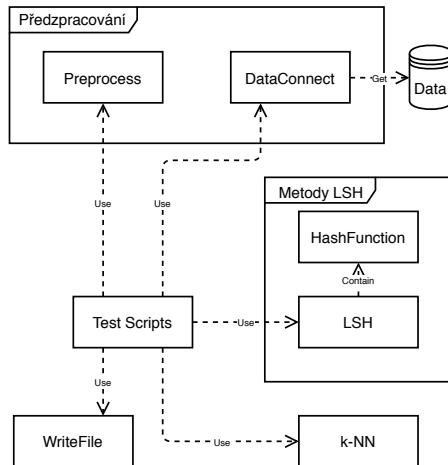 Předzpracování
Preprocess
DataConnect
Get
Data
Use
Use
Metody LSH
HashFunction
Contain
Test Scripts
Use
LSH
Use
WriteFile
Use
k-NN